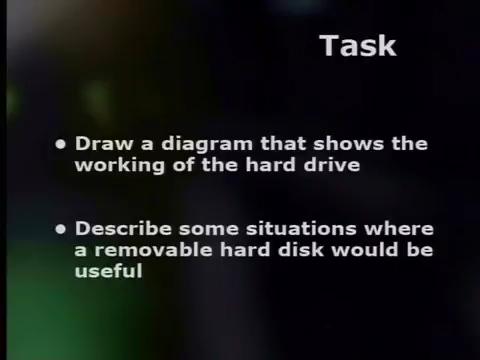 Task
• Draw a diagram that shows the
working of the hard drive
• Describe some situations where
a removable hard disk would be
useful